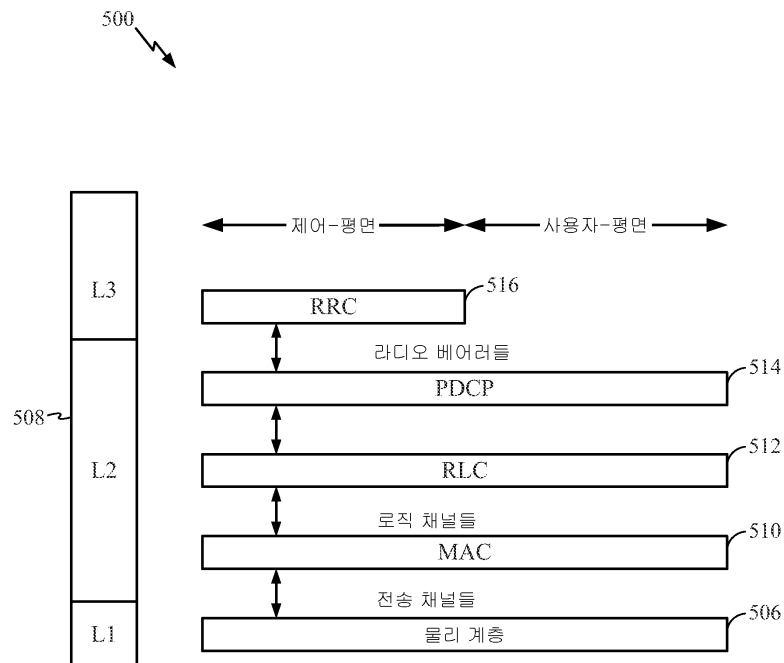 500
제어-평면
사용자-평면
L3
RRC
516
라디오 베어러들
514
PDCP
508
L2
512
RLC
로직 채널들
510
MAC
전송 채널들
506
L1
물리 계층